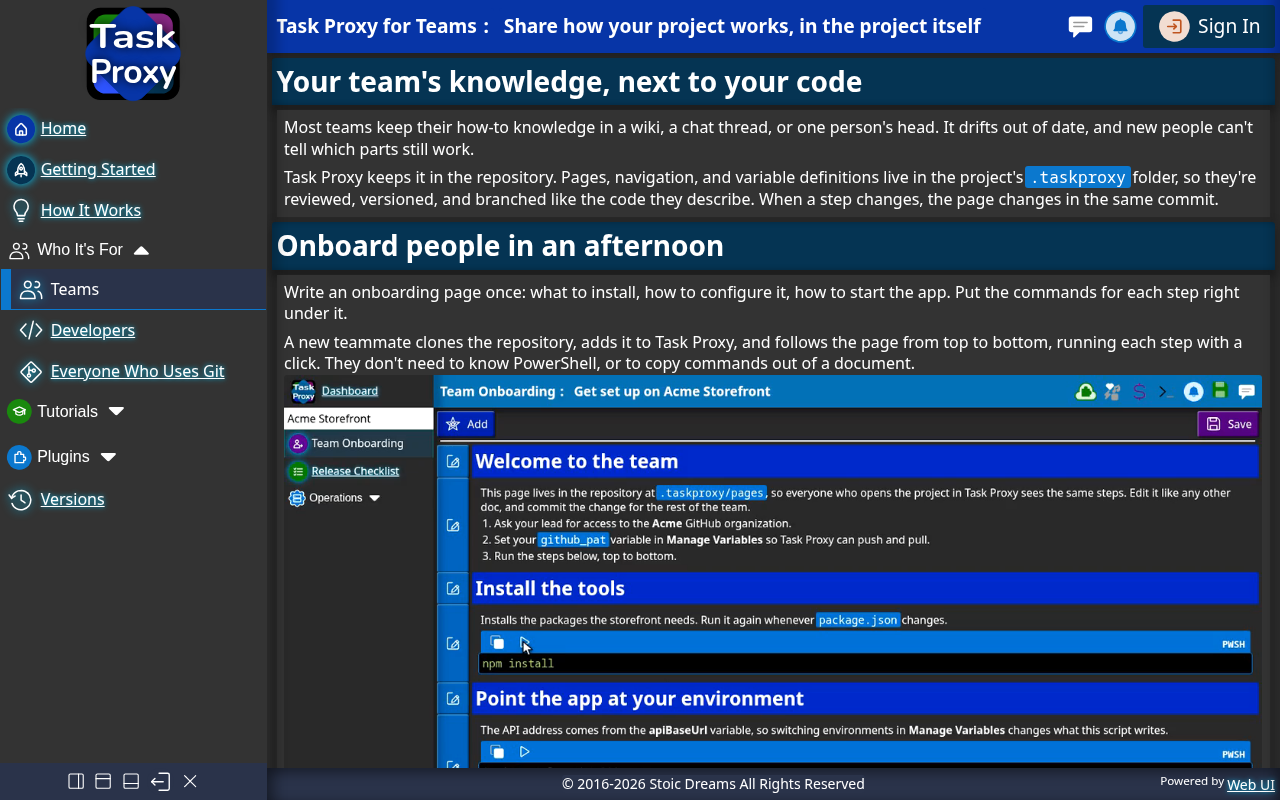 Task
Proxy
Home
Getting Started
How It Works
Who It's For
Teams
Developers
Everyone Who Uses Git
Tutorials
Plugins
Versions
Task Proxy for Teams : Share how your project works, in the project itself
Sign In
Your team's knowledge, next to your code
Most teams keep their how-to knowledge in a wiki, a chat thread, or one person's head. It drifts out of date, and new people can't
tell which parts still work.
Task Proxy keeps it in the repository. Pages, navigation, and variable definitions live in the project's .taskproxy folder, so they're
reviewed, versioned, and branched like the code they describe. When a step changes, the page changes in the same commit.
Onboard people in an afternoon
Write an onboarding page once: what to install, how to configure it, how to start the app. Put the commands for each step right
under it.
A new teammate clones the repository, adds it to Task Proxy, and follows the page from top to bottom, running each step with a
click. They don't need to know PowerShell, or to copy commands out of a document.
Task
Proxy
Dashboard
Acme Storefront
Team Onboarding
Release Checklist
Operations
Team Onboarding : Get set up on Acme Storefront
Add
Save
Welcome to the team
This page lives in the repository at .taskproxy/pages, so everyone who opens the project in Task Proxy sees the same steps. Edit it like any other
doc, and commit the change for the rest of the team.
1. Ask your lead for access to the Acme GitHub organization.
2. Set your github_pat variable in Manage Variables so Task Proxy can push and pull.
3. Run the steps below, top to bottom.
Install the tools
Installs the packages the storefront needs. Run it again whenever package.json changes.
PWSH
npm install
Point the app at your environment
The API address comes from the apiBaseUrl variable, so switching environments in Manage Variables changes what this script writes.
PWSH
© 2016-2026 Stoic Dreams All Rights Reserved
Powered by Web UI